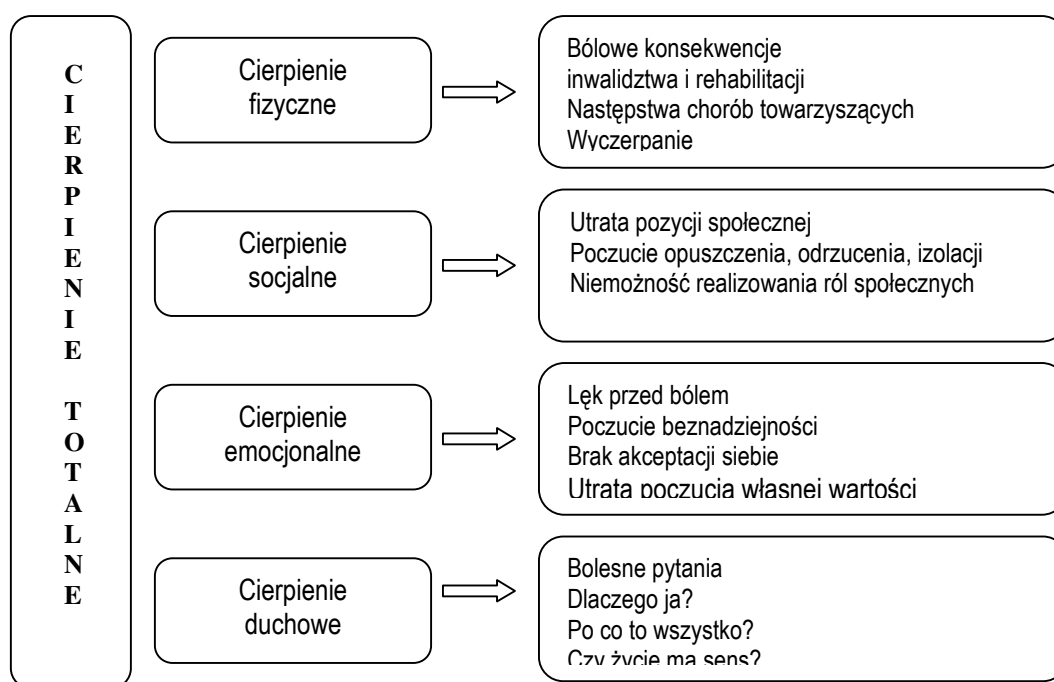 CIERPIENIE TOTALNE
Cierpienie
fizyczne
Bólowe konsekwencje
inwalidztwa i rehabilitacji
Następstwa chorób towarzyszących
Wyczerpanie
Cierpienie
socjalne
Utrata pozycji społecznej
Poczucie opuszczenia, odrzucenia, izolacji
Niemożność realizowania ról społecznych
Cierpienie
emocjonalne
Lęk przed bólem
Poczucie beznadziejności
Brak akceptacji siebie
Utrata poczucia własnej wartości
Cierpienie
duchowe
Bolesne pytania
Dlaczego ja?
Po co to wszystko?
Czy życie ma sens?